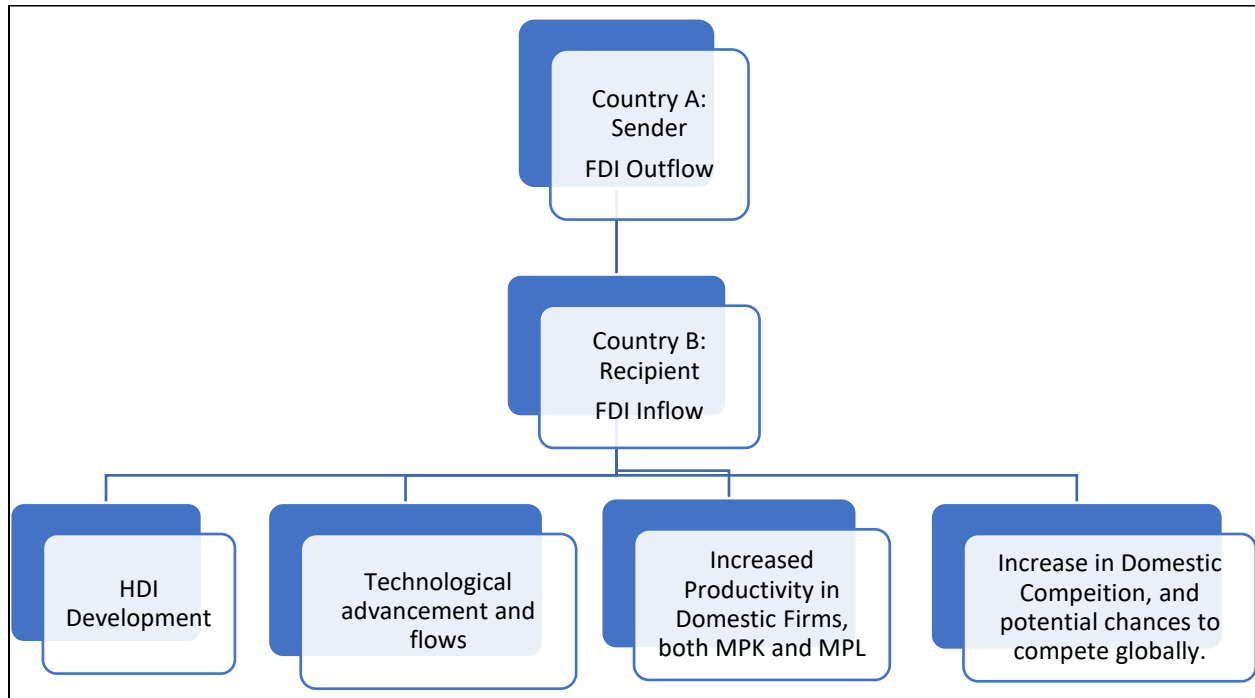 Country A:
Sender
FDI Outflow
Country B:
Recipient
FDI Inflow
HDI
Development
Technological
advancement and
flows
Increased
Productivity in
Domestic Firms,
both MPK and MPL
Increase in Domestic
Compeition, and
potential chances to
compete globally.